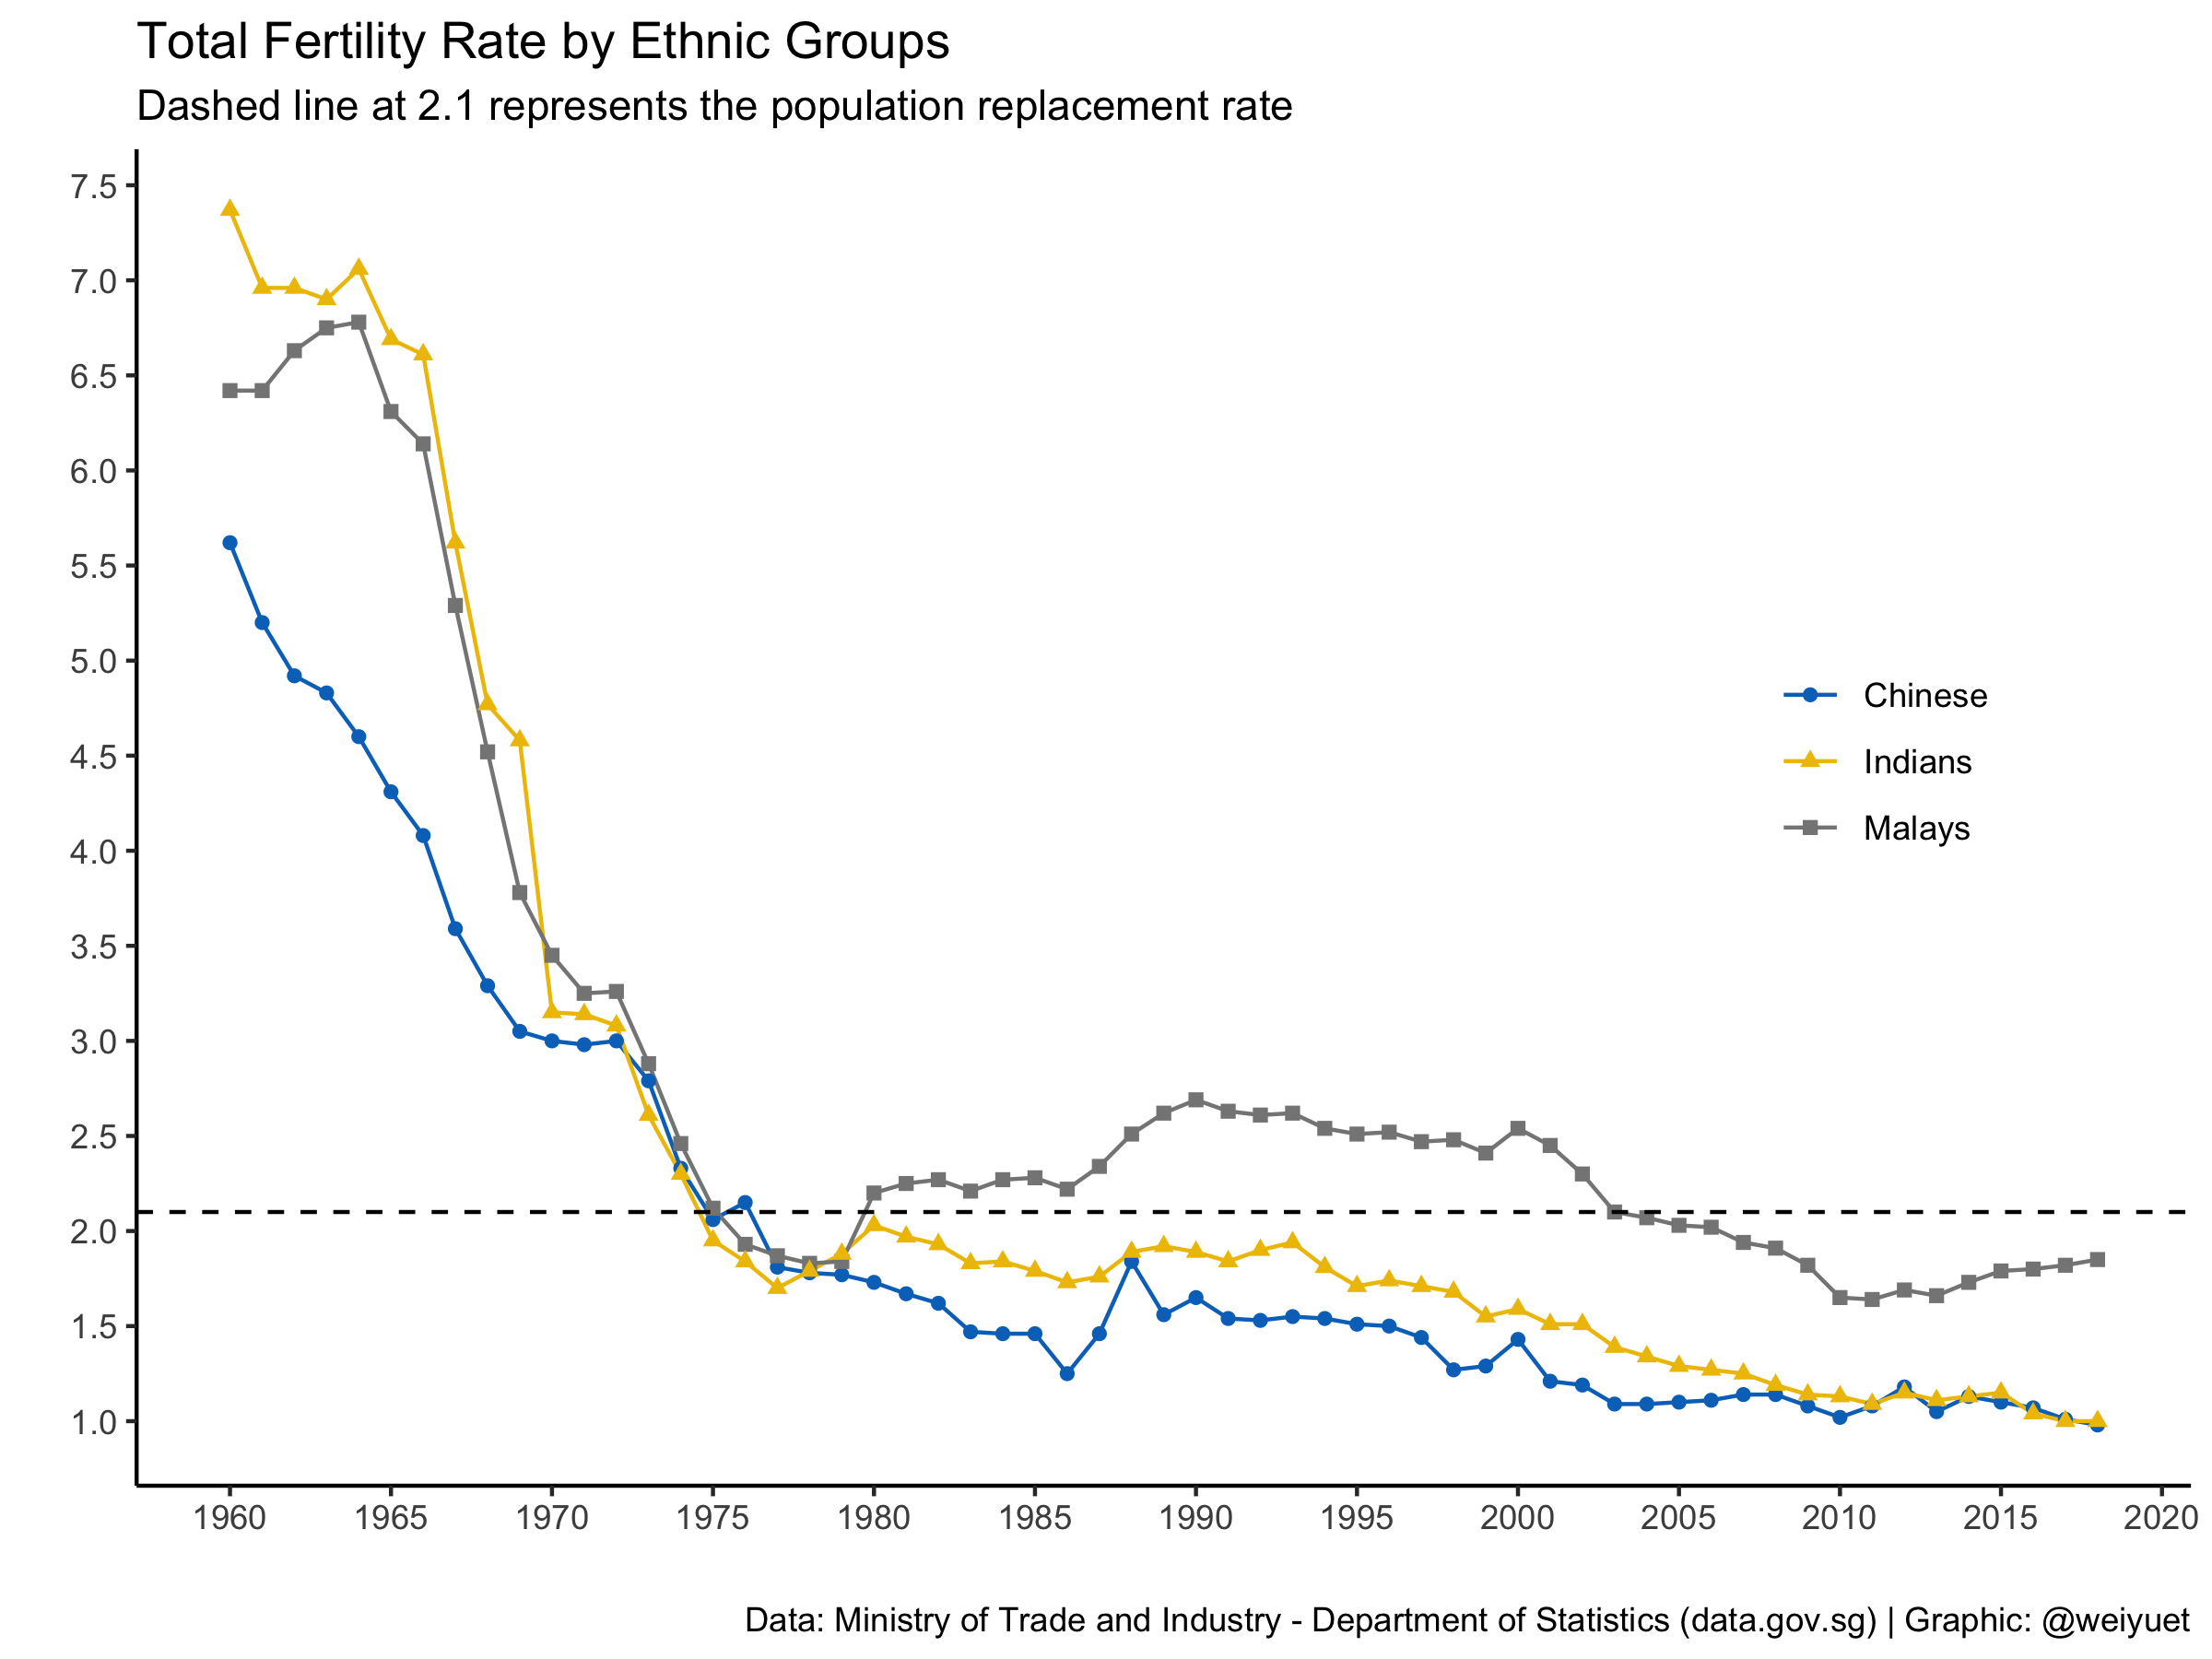 Total Fertility Rate by Ethnic Groups
Dashed line at 2.1 represents the population replacement rate
7.5
7.0
6.5
6.0
5.5
5.0
4.5
4.0
3.5
3.0
2.5
2.0
1.5
1.0
Chinese
Indians
Malays
1960 1965 1970 1975 1980 1985 1990 1995 2000 2005 2010 2015 2020
Data: Ministry of Trade and Industry - Department of Statistics (data.gov.sg) | Graphic: @weiyuet